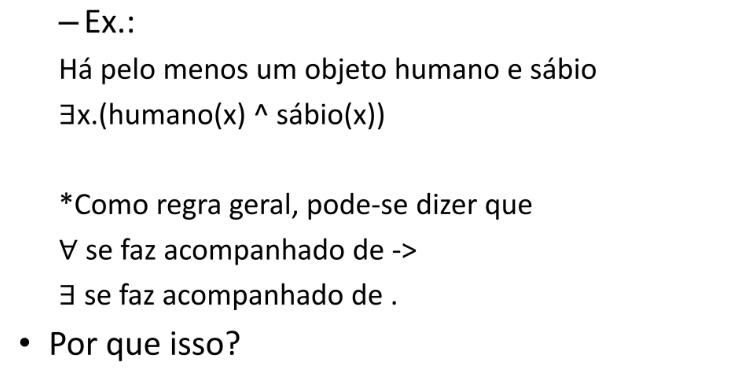 – Ex.:
Há pelo menos um objeto humano e sábio
∃x.(humano(x) ^ sábio(x))
*Como regra geral, pode-se dizer que
∀ se faz acompanhado de ->
∃ se faz acompanhado de .
• Por que isso?